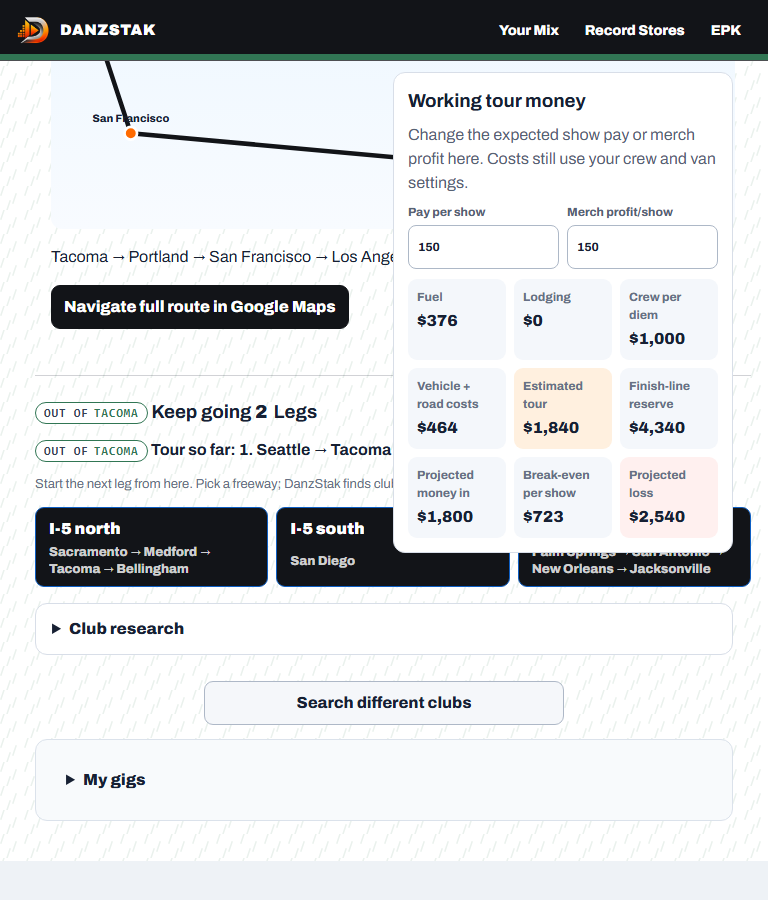 DANZSTAK
Your Mix Record Stores EPK
San Francisco
Working tour money
Change the expected show pay or merch
profit here. Costs still use your crew and van
settings.
Pay per show Merch profit/show
150 150
Fuel
$376
Lodging
$0
Crew per
diem
$1,000
Vehicle +
road costs
$464
Estimated
tour
$1,840
Finish-line
reserve
$4,340
Projected
money in
$1,800
Break-even
per show
$723
Projected
loss
$2,540
Tacoma → Portland → San Francisco → Los Ange
Navigate full route in Google Maps
OUT OF TACOMA Keep going 2 Legs
OUT OF TACOMA Tour so far: 1. Seattle → Tacoma
Start the next leg from here. Pick a freeway; DanzStak finds clu
I-5 north
Sacramento → Medford →
Tacoma → Bellingham
I-5 south
San Diego
Palm Springs → San Antonio →
New Orleans → Jacksonville
▶ Club research
Search different clubs
▶ My gigs